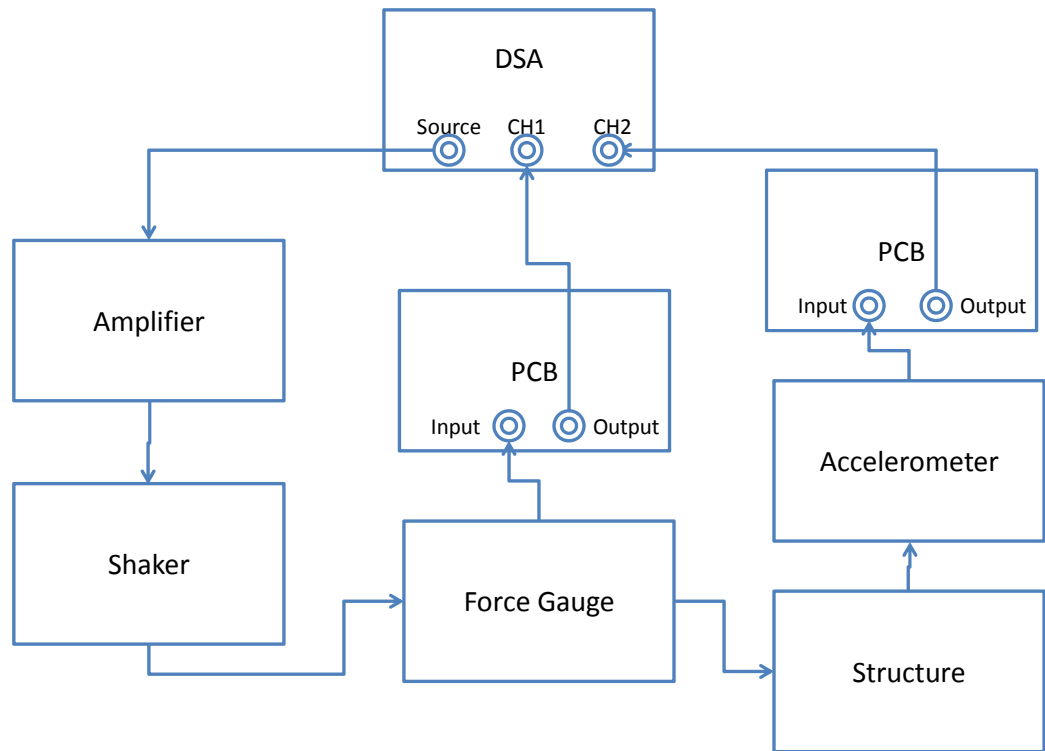 DSA
Source
CH1
CH2
PCB
Input
Output
Amplifier
PCB
Input
Output
Accelerometer
Shaker
Force Gauge
Structure